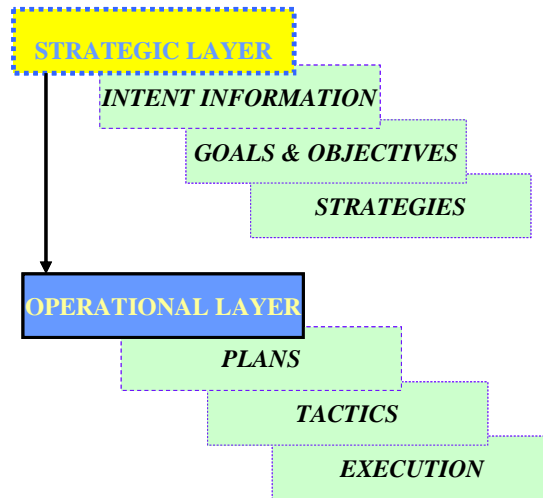 STRATEGIC LAYER
INTENT INFORMATION
GOALS & OBJECTIVES
STRATEGIES
OPERATIONAL LAYER
PLANS
TACTICS
EXECUTION